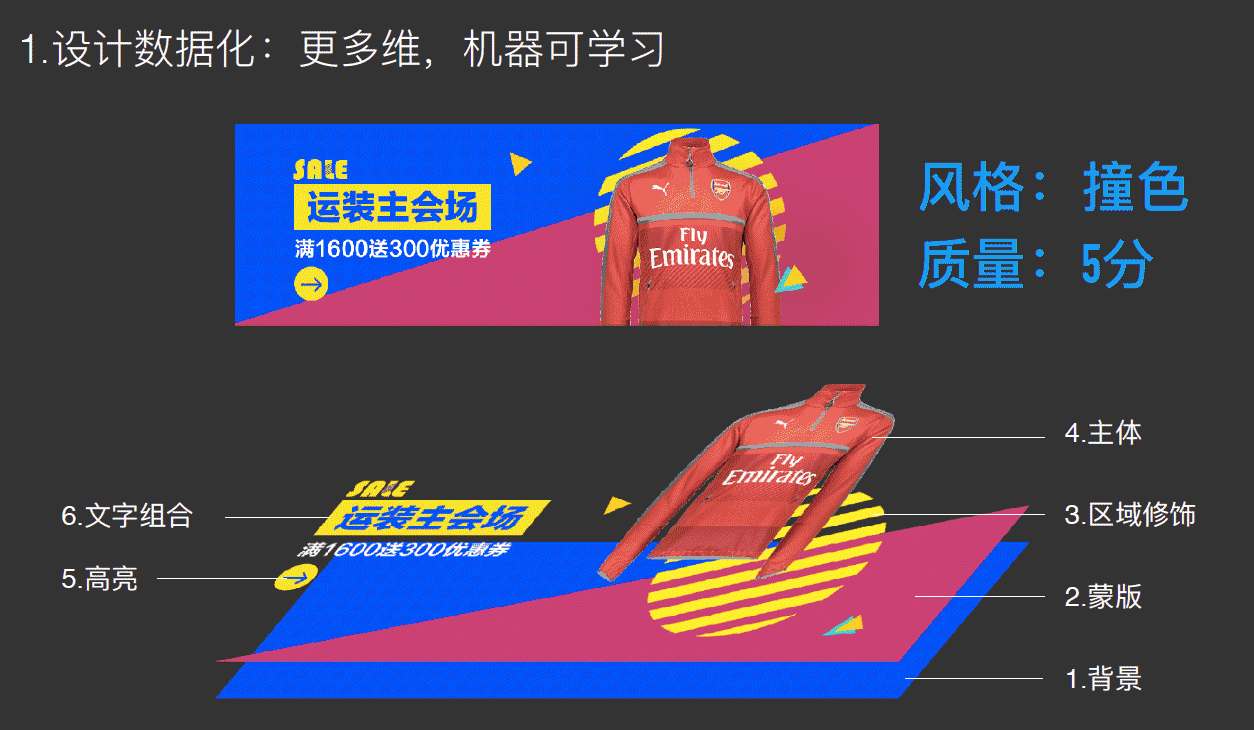 1.设计数据化：更多维，机器可学习
SALE
运装主会场
满1600送300优惠券
Fly
Emirates
风格：撞色
质量：5分
4.主体
SALE
Fly
Emirates
6.文字组合
运装主会场
3.区域修饰
满1600送300优惠券
5.高亮
2.蒙版
1.背景